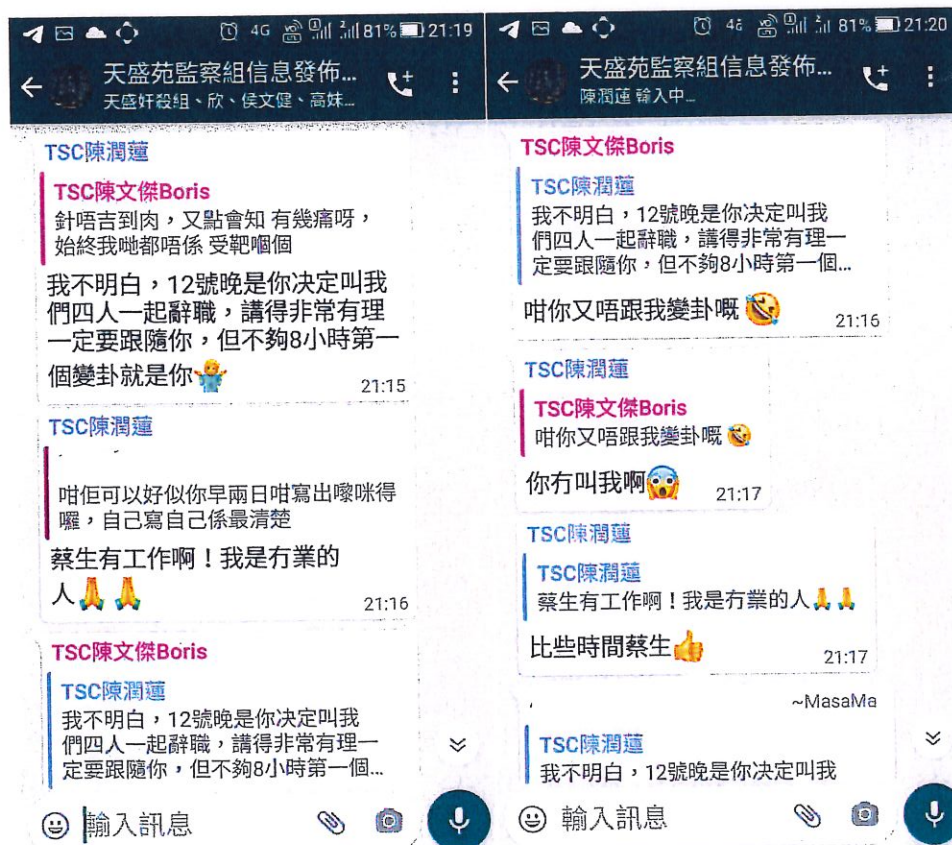 4G 81% 21:19
天盛苑監察組信息發佈...
天盛奸殺組、欣、侯文健、高妹...
TSC陳潤蓮
TSC陳文傑Boris
針唔吉到肉,又點會知 有幾痛呀,
始終我哋都唔係 受靶嗰個
我不明白,12號晚是你決定叫我
們四人一起辭職,講得非常有理一
定要跟隨你,但不夠8小時第一
個變卦就是你🤷
21:15
TSC陳潤蓮
咁佢可以好似你早兩日咁寫出嚟咪得
囉,自己寫自己係最清楚
蔡生有工作啊!我是冇業的
人🙏🙏
21:16
TSC陳文傑Boris
TSC陳潤蓮
我不明白,12號晚是你決定叫我
們四人一起辭職,講得非常有理一
定要跟隨你,但不夠8小時第一個...
輸入訊息
4G 81% 21:20
天盛苑監察組信息發佈...
陳潤蓮 輸入中...
TSC陳文傑Boris
TSC陳潤蓮
我不明白,12號晚是你決定叫我
們四人一起辭職,講得非常有理一
定要跟隨你,但不夠8小時第一個...
咁你又唔跟我變卦嘅🤣
21:16
TSC陳潤蓮
TSC陳文傑Boris
咁你又唔跟我變卦嘅🤣
你冇叫我啊😱
21:17
TSC陳潤蓮
TSC陳潤蓮
蔡生有工作啊!我是冇業的人🙏🙏
比些時間蔡生👍
21:17
~MasaMa
TSC陳潤蓮
我不明白,12號晚是你決定叫我
輸入訊息